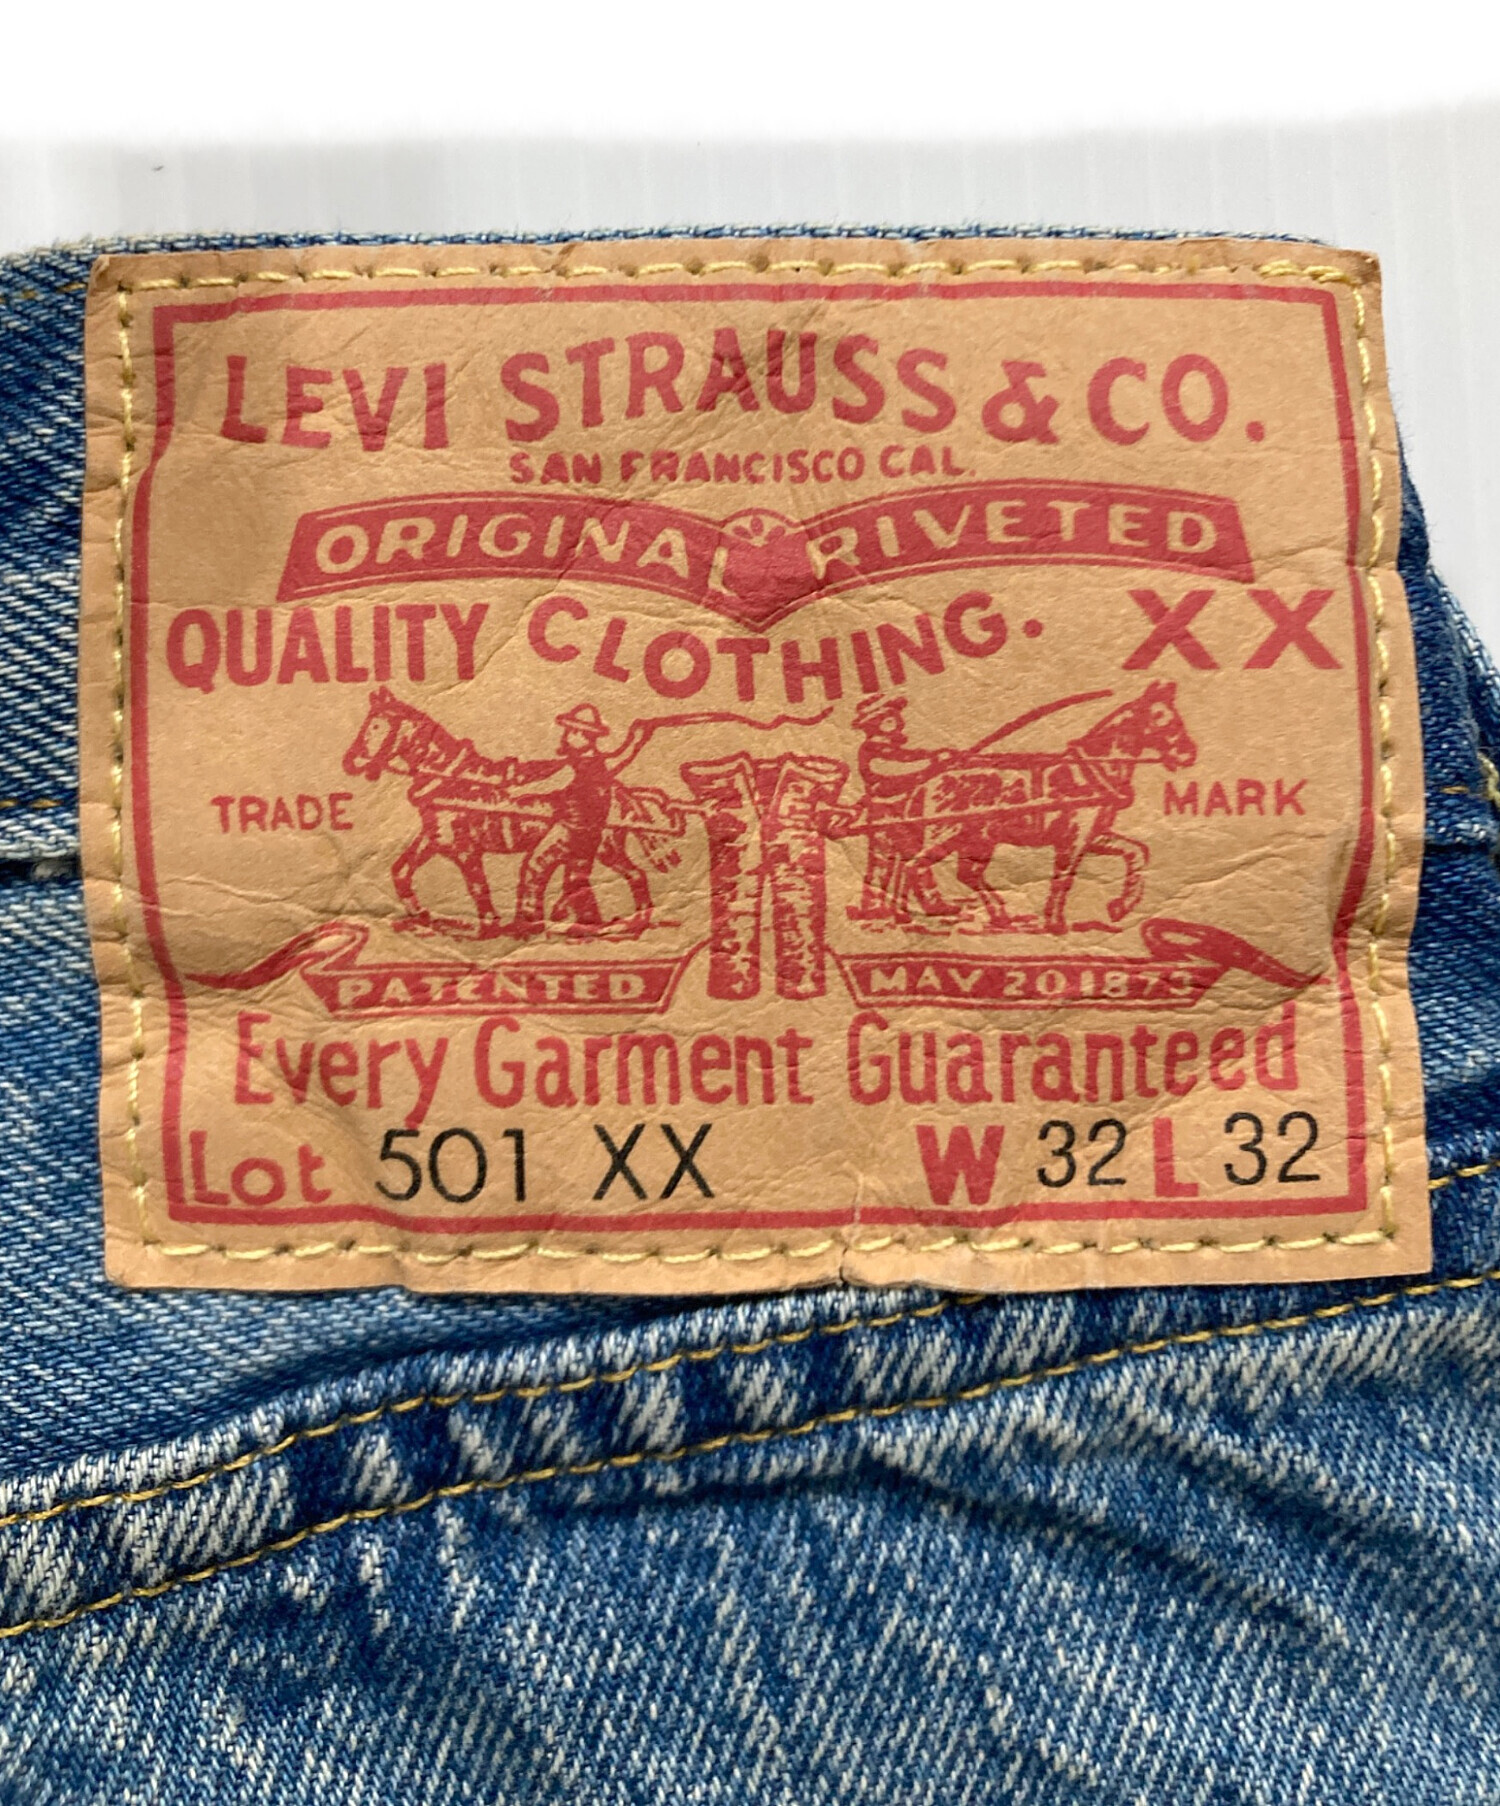 LEVI STRAUSS & CO.
SAN FRANCISCO CAL.
ORIGINAL RIVETED
QUALITY CLOTHING. XX
TRADE MARK
PATENTED MAY 20 1873
Every Garment Guaranteed
Lot 501 XX W 32 L 32